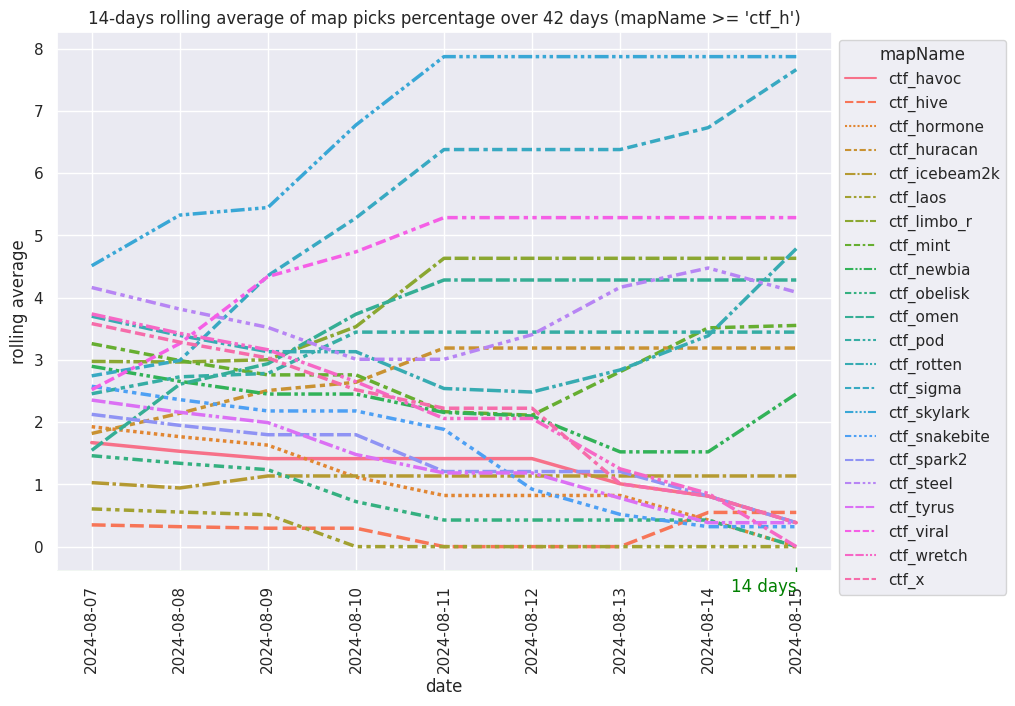 14-days rolling average of map picks percentage over 42 days (mapName >= 'ctf_h')
8
7
6
5
4
3
2
1
0
rolling average
2024-08-07
2024-08-08
2024-08-09
2024-08-10
2024-08-11
2024-08-12
2024-08-13
2024-08-14
2024-08-15
14 days
date
mapName
ctf_havoc
ctf_hive
ctf_hormone
ctf_huracan
ctf_icebeam2k
ctf_laos
ctf_limbo_r
ctf_mint
ctf_newbia
ctf_obelisk
ctf_omen
ctf_pod
ctf_rotten
ctf_sigma
ctf_skylark
ctf_snakebite
ctf_spark2
ctf_steel
ctf_tyrus
ctf_viral
ctf_wretch
ctf_x